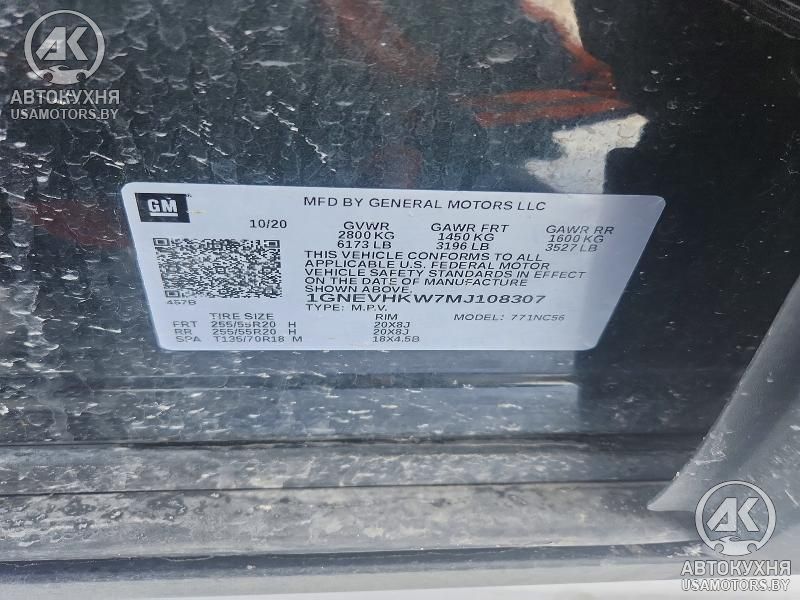 AK
АВТОКУХНЯ
USAMOTORS.BY
GM
MFD BY GENERAL MOTORS LLC
10/20 GVWR GAWR FRT GAWR RR
2800 KG 1450 KG 1600 KG
6173 LB 3196 LB 3527 LB
THIS VEHICLE CONFORMS TO ALL
APPLICABLE U.S. FEDERAL MOTOR
VEHICLE SAFETY STANDARDS IN EFFECT
ON THE DATE OF MANUFACTURE
SHOWN ABOVE.
457B 1GNEVHKW7MJ108307
TYPE: M.P.V. MODEL: 771NC56
TIRE SIZE RIM
FRT 255/55R20 H 20X8J
RR 255/55R20 H 20X8J
SPA T135/70R18 M 18X4.5B
AK
АВТОКУХНЯ
USAMOTORS.BY